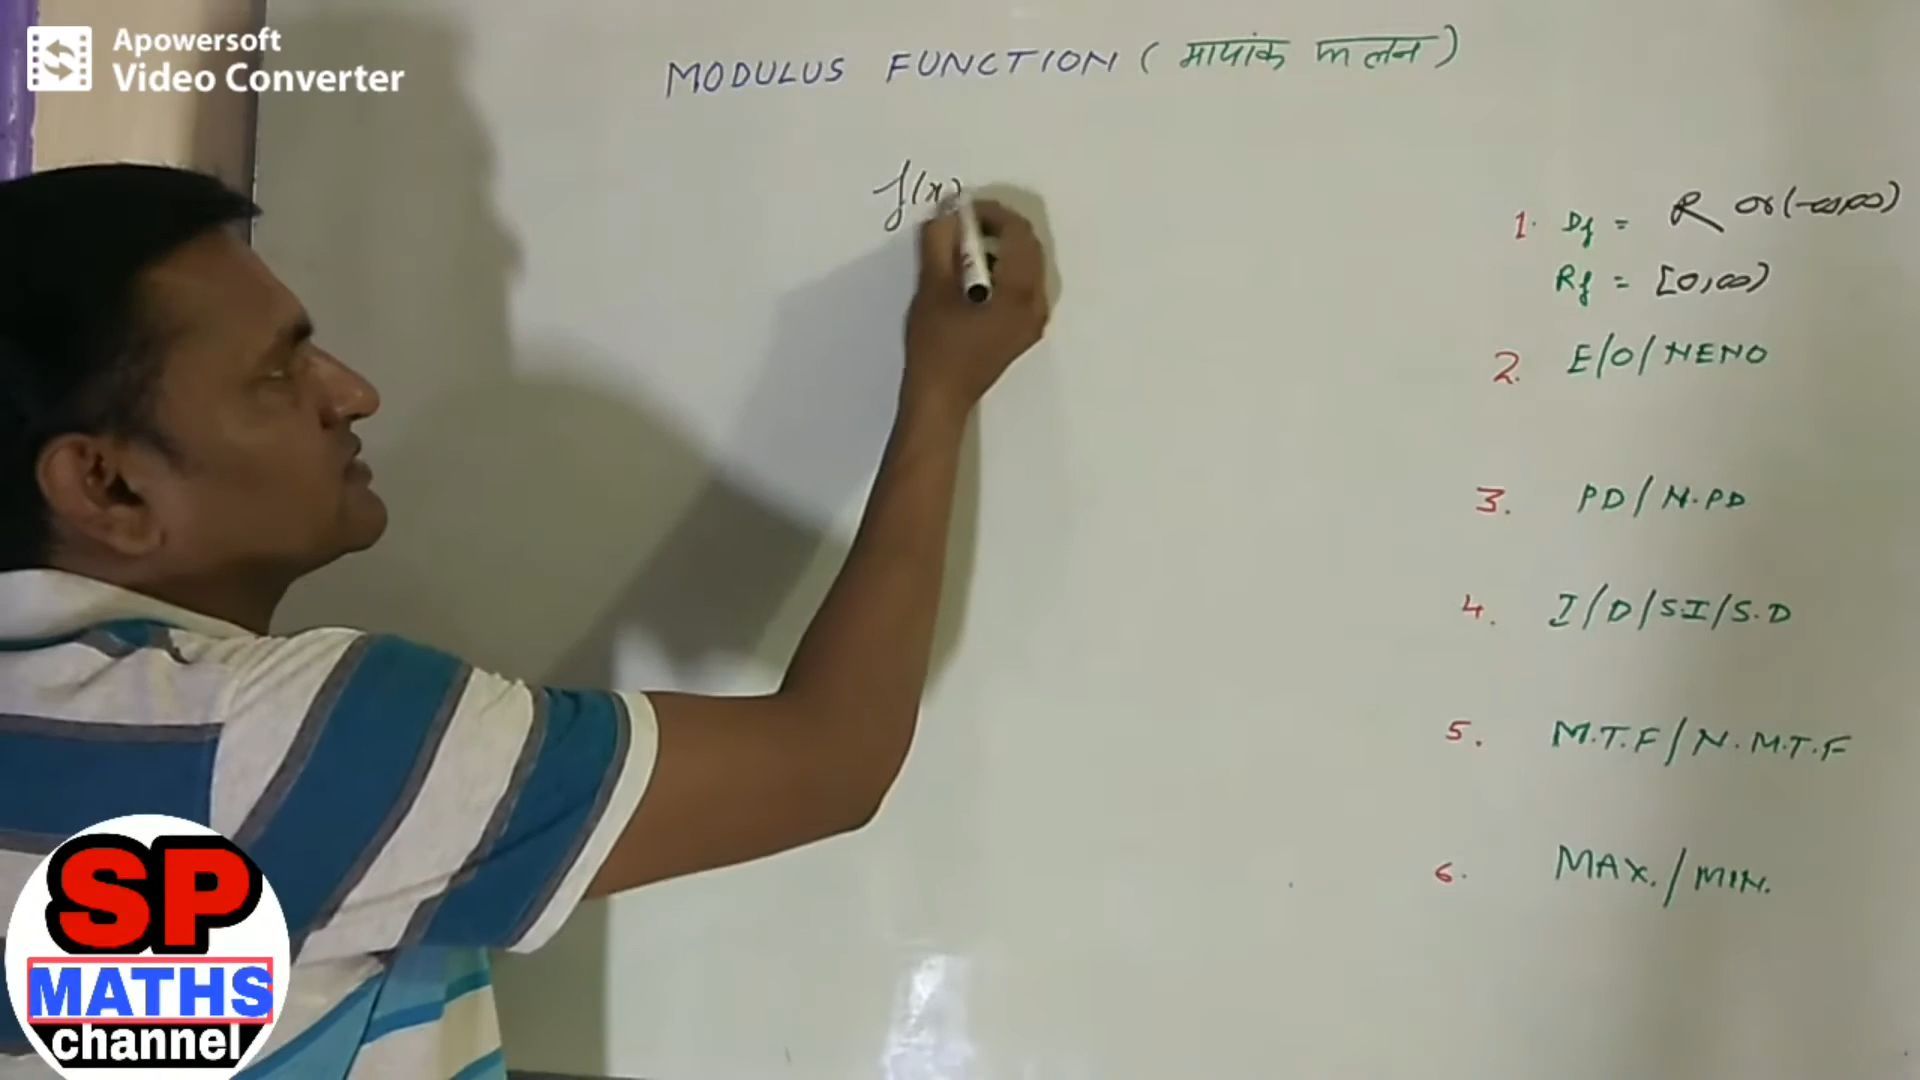 Apowersoft
Video Converter
MODULUS FUNCTION (मापांक फलन)
f(x)
1. Df = R or (-∞,∞)
Rf = [0,∞)
2. E/O/NENO
3. PD/N.PD
4. I/D/S.I/S.D
5. M.T.F/N.M.T.F
6. MAX./MIN.
SP
MATHS
channel